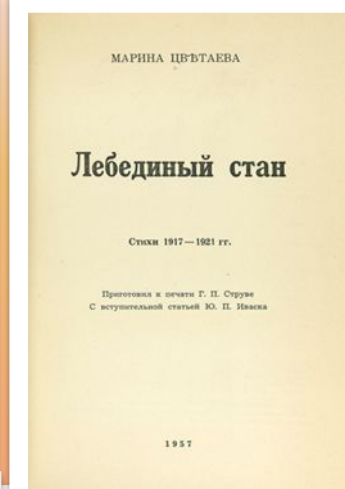 МАРИНА ЦВѢТАЕВА
Лебединый стан
Стихи 1917—1921 гг.
Приготовил к печати Г. П. Струве
С вступительной статьей Ю. П. Иваска
1957